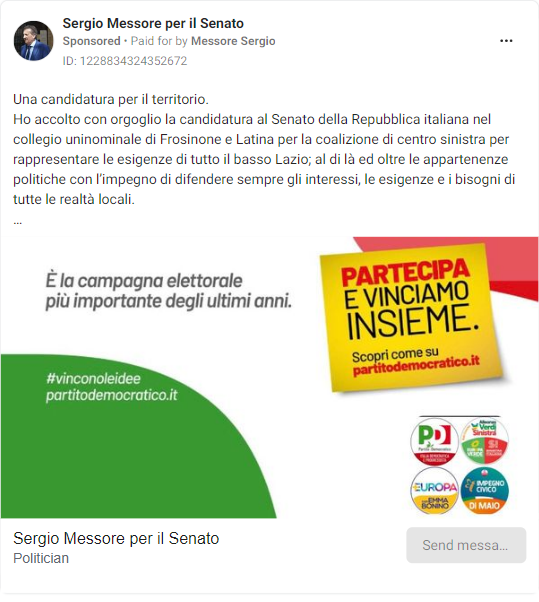 Sergio Messore per il Senato
Sponsored • Paid for by Messore Sergio
ID: 1228834324352672
Una candidatura per il territorio.
Ho accolto con orgoglio la candidatura al Senato della Repubblica italiana nel
collegio uninominale di Frosinone e Latina per la coalizione di centro sinistra per
rappresentare le esigenze di tutto il basso Lazio; al di là ed oltre le appartenenze
politiche con l'impegno di difendere sempre gli interessi, le esigenze e i bisogni di
tutte le realtà locali.
...
È la campagna elettorale
più importante degli ultimi anni.
PARTECIPA
E VINCIAMO
INSIEME.
Scopri come su
partitodemocratico.it
#vinconoleidee
partitodemocratico.it
PD
Partito Democratico
Alleanza
Verdi
Sinistra
EUROPA
VERDE
SI
+EUROPA
EMMA
BONINO
IMPEGNO
CIVICO
DI MAIO
Sergio Messore per il Senato
Politician
Send messa...